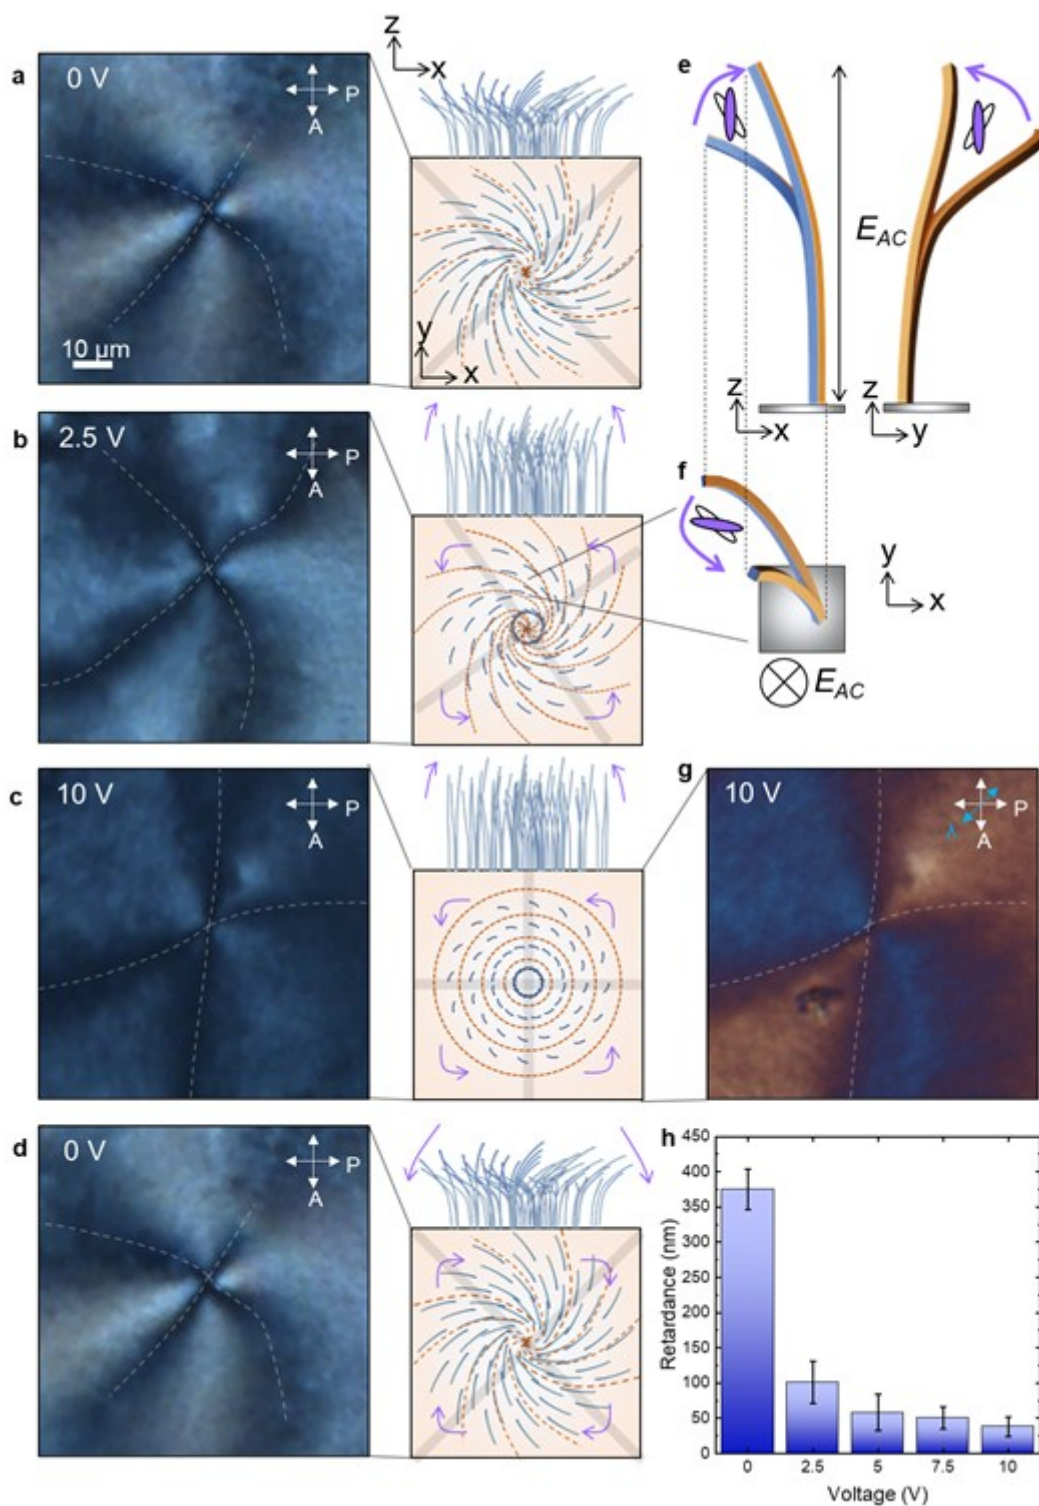 a
0 V
P
A
10 µm
z
x
y
x
e
E_AC
z
x
z
y
b
2.5 V
P
A
f
y
x
E_AC
c
10 V
P
A
g
10 V
P
A
λ
d
0 V
P
A
h
Retardance (nm)
450
400
350
300
250
200
150
100
50
0
0 2.5 5 7.5 10
Voltage (V)